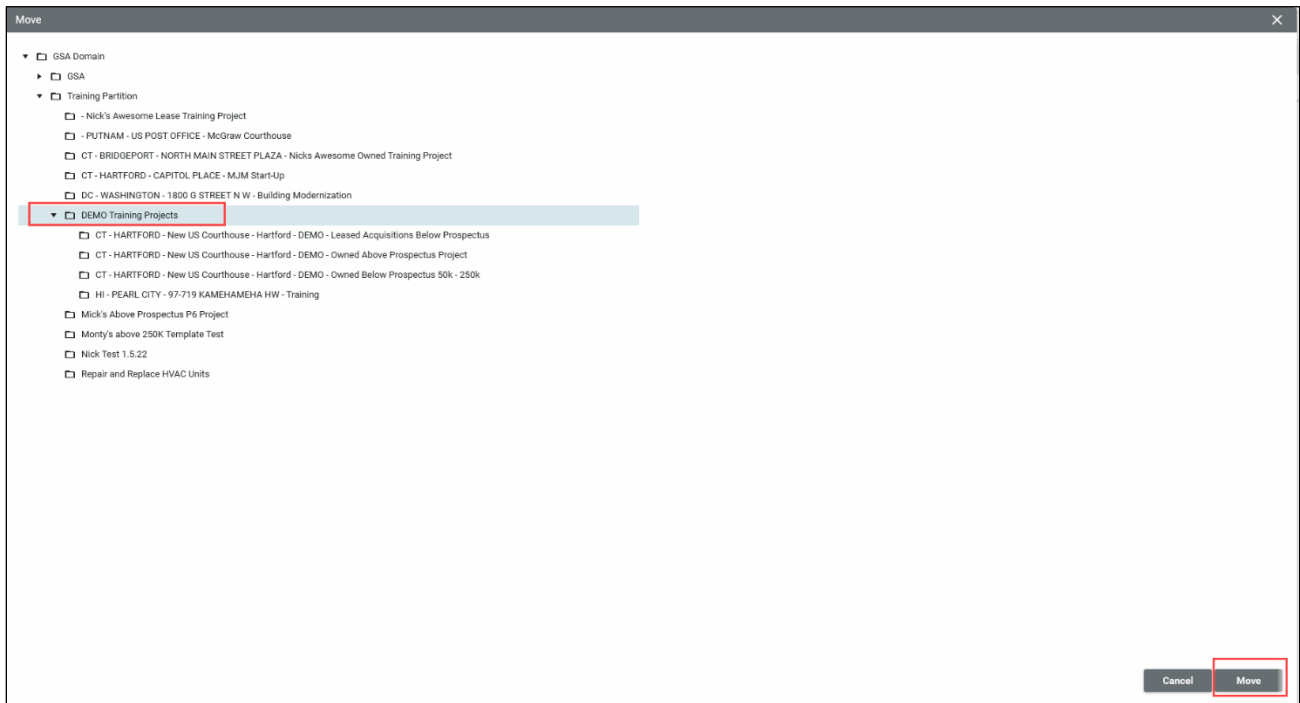 Move
GSA Domain
GSA
Training Partition
- Nick's Awesome Lease Training Project
- PUTNAM - US POST OFFICE - McGraw Courthouse
CT - BRIDGEPORT - NORTH MAIN STREET PLAZA - Nicks Awesome Owned Training Project
CT - HARTFORD - CAPITOL PLACE - MJM Start-Up
DC - WASHINGTON - 1800 G STREET N W - Building Modernization
DEMO Training Projects
CT - HARTFORD - New US Courthouse - Hartford - DEMO - Leased Acquisitions Below Prospectus
CT - HARTFORD - New US Courthouse - Hartford - DEMO - Owned Above Prospectus Project
CT - HARTFORD - New US Courthouse - Hartford - DEMO - Owned Below Prospectus 50k - 250k
HI - PEARL CITY - 97-719 KAMEHAMEHA HW - Training
Mick's Above Prospectus P6 Project
Monty's above 250K Template Test
Nick Test 1.5.22
Repair and Replace HVAC Units
Cancel Move